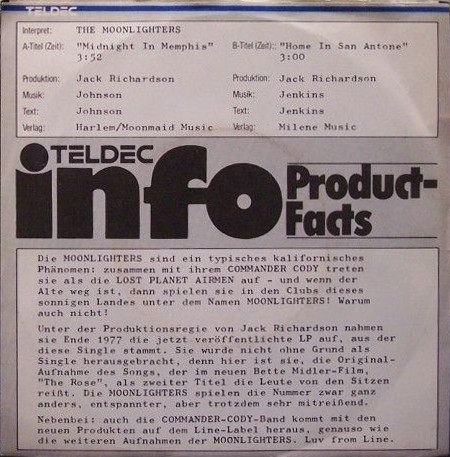 TELDEC
Interpret: THE MOONLIGHTERS
A-Titel (Zeit): "Midnight In Memphis" B-Titel (Zeit): "Home In San Antone"
3:52 3:00
Produktion: Jack Richardson Produktion: Jack Richardson
Musik: Johnson Musik: Jenkins
Text: Johnson Text: Jenkins
Verlag: Harlem/Moonmaid Music Verlag: Milene Music
TELDEC
info Product-
Facts
Die MOONLIGHTERS sind ein typisches kalifornisches
Phänomen: zusammen mit ihrem COMMANDER CODY treten
sie als die LOST PLANET AIRMEN auf - und wenn der
Alte weg ist, dann spielen sie in den Clubs dieses
sonnigen Landes unter dem Namen MOONLIGHTERS! Warum
auch nicht!
Unter der Produktionsregie von Jack Richardson nahmen
sie Ende 1977 die jetzt veröffentlichte LP auf, aus der
diese Single stammt. Sie wurde nicht ohne Grund als
Single herausgebracht, denn hier ist sie, die Original-
Aufnahme des Songs, der im neuen Bette Midler-Film,
"The Rose", als zweiter Titel die Leute von den Sitzen
reißt. Die MOONLIGHTERS spielen die Nummer zwar ganz
anders, entspannter, aber trotzdem sehr mitreißend.
Nebenbei: auch die COMMANDER-CODY-Band kommt mit den
neuen Produkten auf dem Line-Label heraus, genauso wie
die weiteren Aufnahmen der MOONLIGHTERS. Luv from Line.